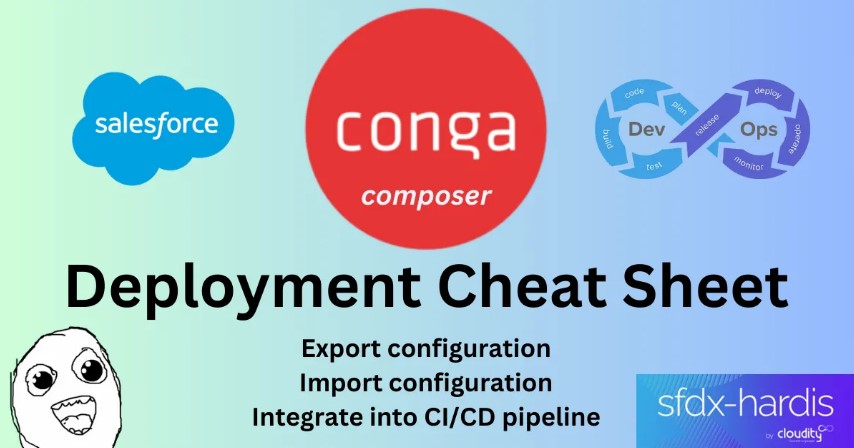 salesforce
conga
composer
code
plan
build
Dev
test
release
deploy
operate
Ops
monitor
Deployment Cheat Sheet
Export configuration
Import configuration
Integrate into CI/CD pipeline
sfdx-hardis
by cloudity